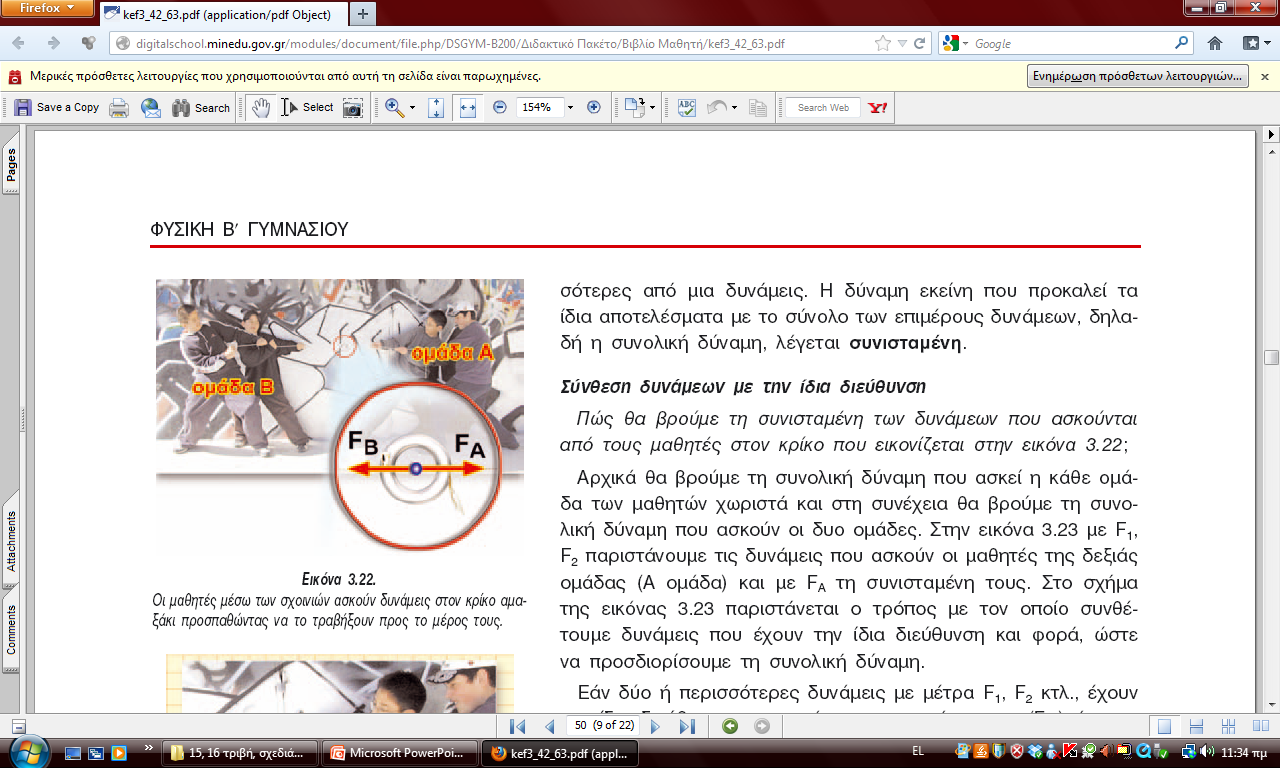 Firefox
kef3_42_63.pdf (application/pdf Object)
digitalschool.minedu.gov.gr/modules/document/file.php/DSGYM-B200/Διδακτικό Πακέτο/Βιβλίο Μαθητή/kef3_42_63.pdf
Google
Μερικές πρόσθετες λειτουργίες που χρησιμοποιούνται από αυτή τη σελίδα είναι παρωχημένες.
Ενημέρωση πρόσθετων λειτουργιών...
Save a Copy
Search
Select
154%
Search Web
Y!
Pages
Attachments
Comments
ΦΥΣΙΚΗ Β′ ΓΥΜΝΑΣΙΟΥ
ομάδα Α
ομάδα Β
F_B
F_A
Εικόνα 3.22.
Οι μαθητές μέσω των σχοινιών ασκούν δυνάμεις στον κρίκο αμα-
ξάκι προσπαθώντας να το τραβήξουν προς το μέρος τους.
σότερες από μια δυνάμεις. Η δύναμη εκείνη που προκαλεί τα
ίδια αποτελέσματα με το σύνολο των επιμέρους δυνάμεων, δηλα-
δή η συνολική δύναμη, λέγεται συνισταμένη.
Σύνθεση δυνάμεων με την ίδια διεύθυνση
Πώς θα βρούμε τη συνισταμένη των δυνάμεων που ασκούνται
από τους μαθητές στον κρίκο που εικονίζεται στην εικόνα 3.22;
Αρχικά θα βρούμε τη συνολική δύναμη που ασκεί η κάθε ομά-
δα των μαθητών χωριστά και στη συνέχεια θα βρούμε τη συνο-
λική δύναμη που ασκούν οι δυο ομάδες. Στην εικόνα 3.23 με F₁,
F₂ παριστάνουμε τις δυνάμεις που ασκούν οι μαθητές της δεξιάς
ομάδας (Α ομάδα) και με F_A τη συνισταμένη τους. Στο σχήμα
της εικόνας 3.23 παριστάνεται ο τρόπος με τον οποίο συνθέ-
τουμε δυνάμεις που έχουν την ίδια διεύθυνση και φορά, ώστε
να προσδιορίσουμε τη συνολική δύναμη.
Εάν δύο ή περισσότερες δυνάμεις με μέτρα F₁, F₂ κτλ., έχουν
50 (9 of 22)
15, 16 τριβή, σχεδιά...
Microsoft PowerPoi...
kef3_42_63.pdf (appl...
EL
11:34 πμ